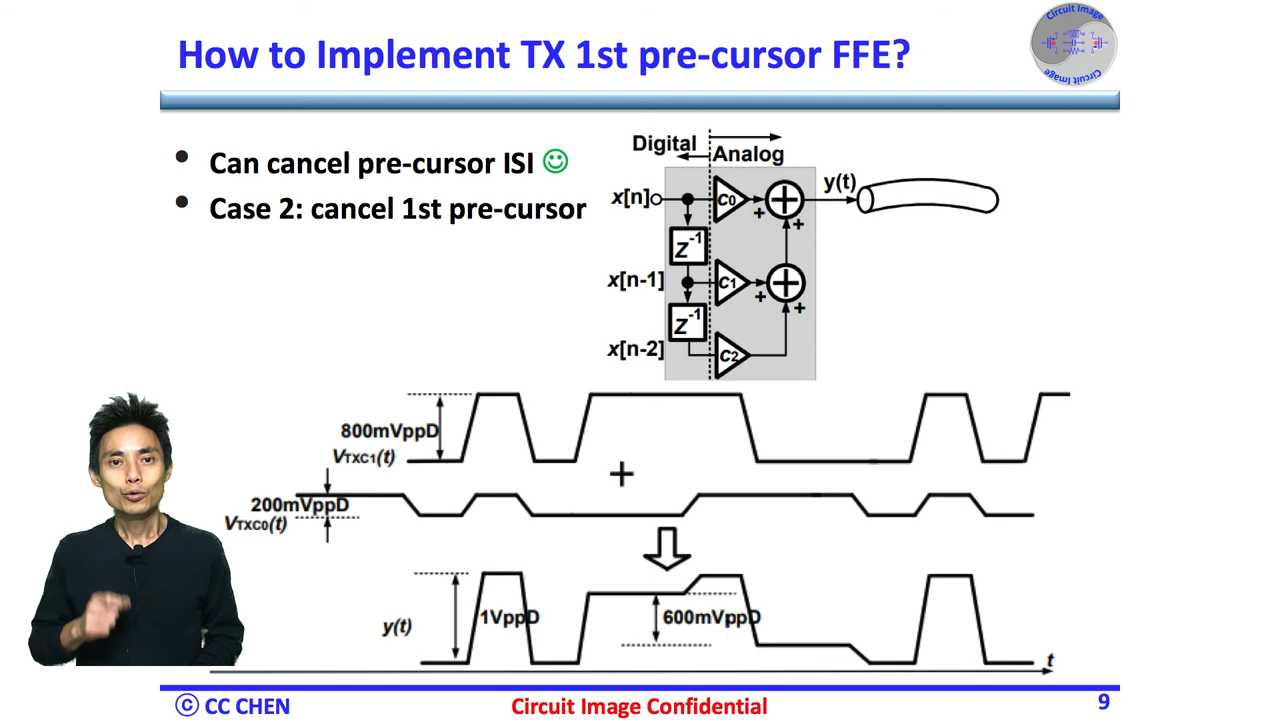 How to Implement TX 1st pre-cursor FFE?
Circuit Image
Circuit Image
• Can cancel pre-cursor ISI ☺
• Case 2: cancel 1st pre-cursor
Digital
Analog
x[n]
C0
+
+
y(t)
Z⁻¹
x[n-1]
C1
+
+
Z⁻¹
x[n-2]
C2
800mVppD
VTXC1(t)
+
200mVppD
VTXC0(t)
1VppD
600mVppD
y(t)
t
© CC CHEN
Circuit Image Confidential
9